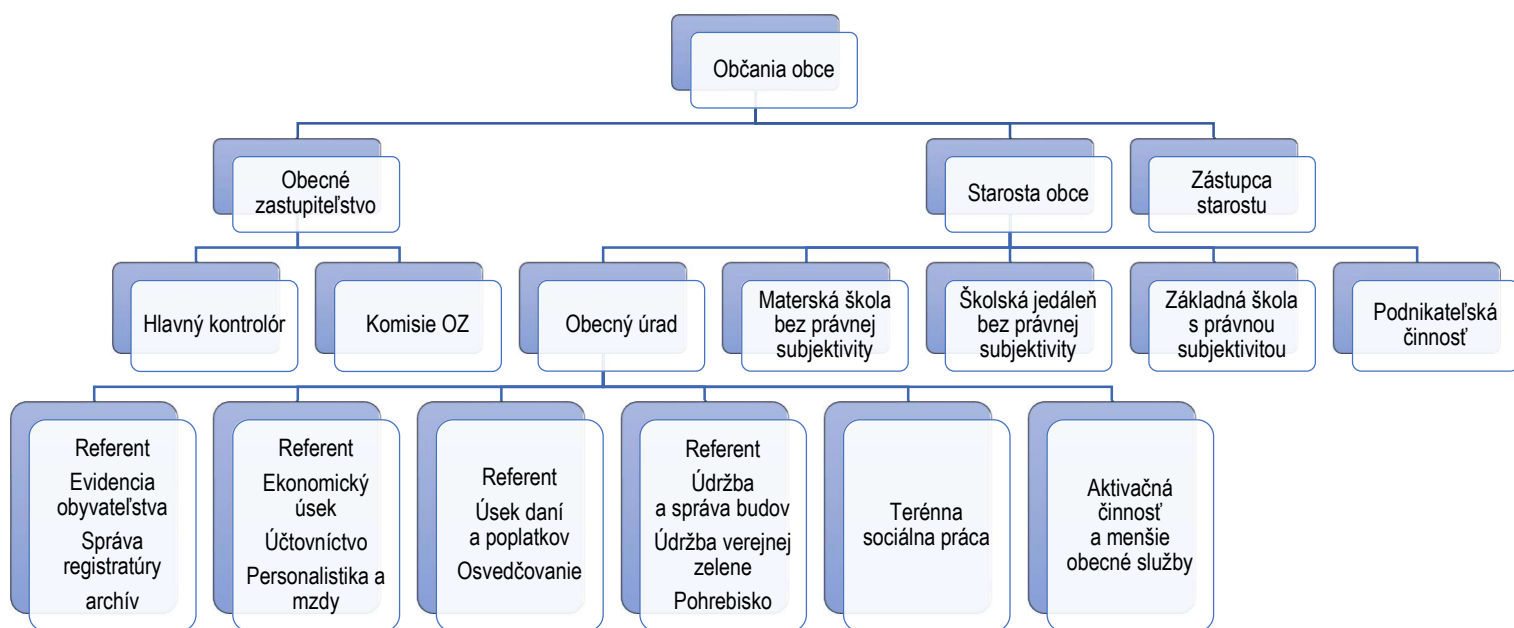 Občania obce
Obecné
zastupiteľstvo
Starosta obce
Zástupca
starostu
Hlavný kontrolór
Komisie OZ
Obecný úrad
Materská škola
bez právnej
subjektivity
Školská jedáleň
bez právnej
subjektivity
Základná škola
s právnou
subjektivitou
Podnikateľská
činnosť
Referent
Evidencia
obyvateľstva
Správa
registratúry
archív
Referent
Ekonomický
úsek
Účtovníctvo
Personalistika a
mzdy
Referent
Úsek daní
a poplatkov
Osvedčovanie
Referent
Údržba
a správa budov
Údržba verejnej
zelene
Pohrebisko
Terénna
sociálna práca
Aktivačná
činnosť
a menšie
obecné služby